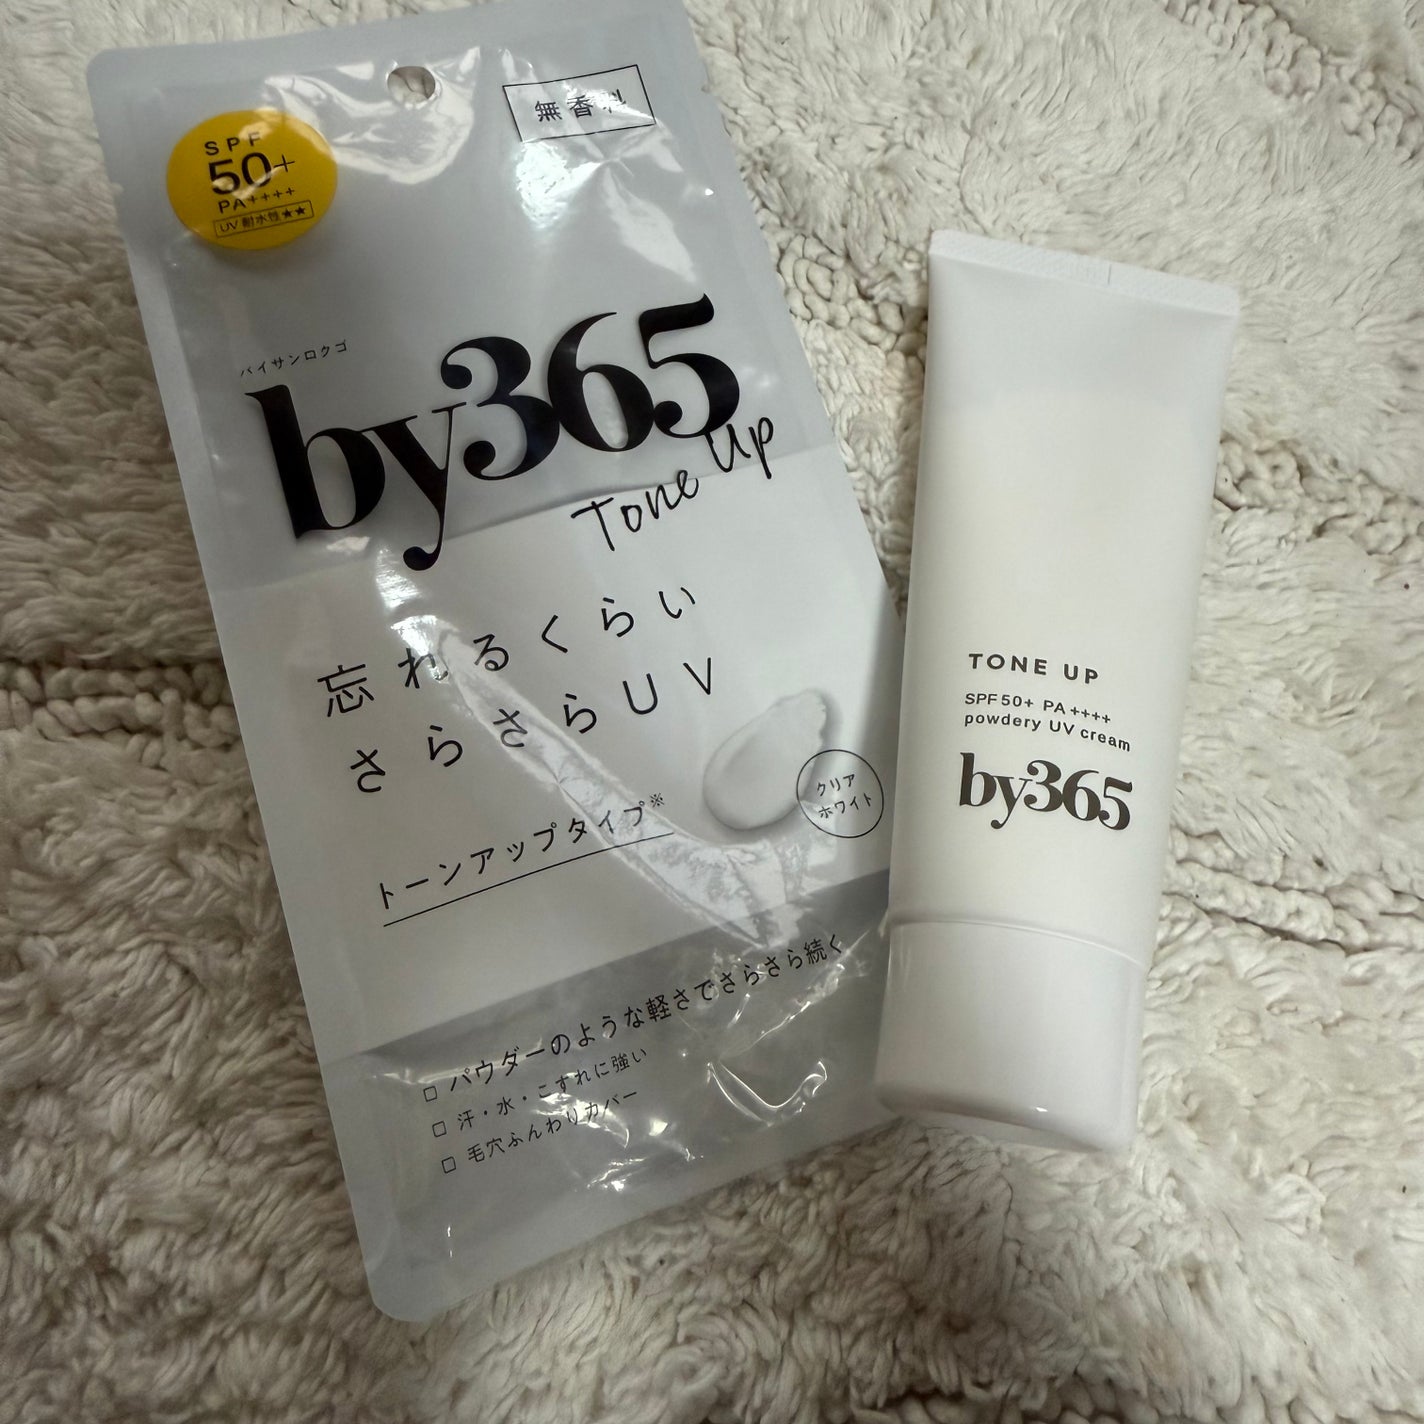 無香料
SPF
50+
PA++++
UV耐水性★★
バイサンロクゴ
by365
Tone Up
忘れるくらい
さらさらUV
クリア
ホワイト
トーンアップタイプ※
□ パウダーのような軽さでさらさら続く
□ 汗・水・こすれに強い
□ 毛穴ふんわりカバー
TONE UP
SPF50+ PA++++
powdery UV cream
by365